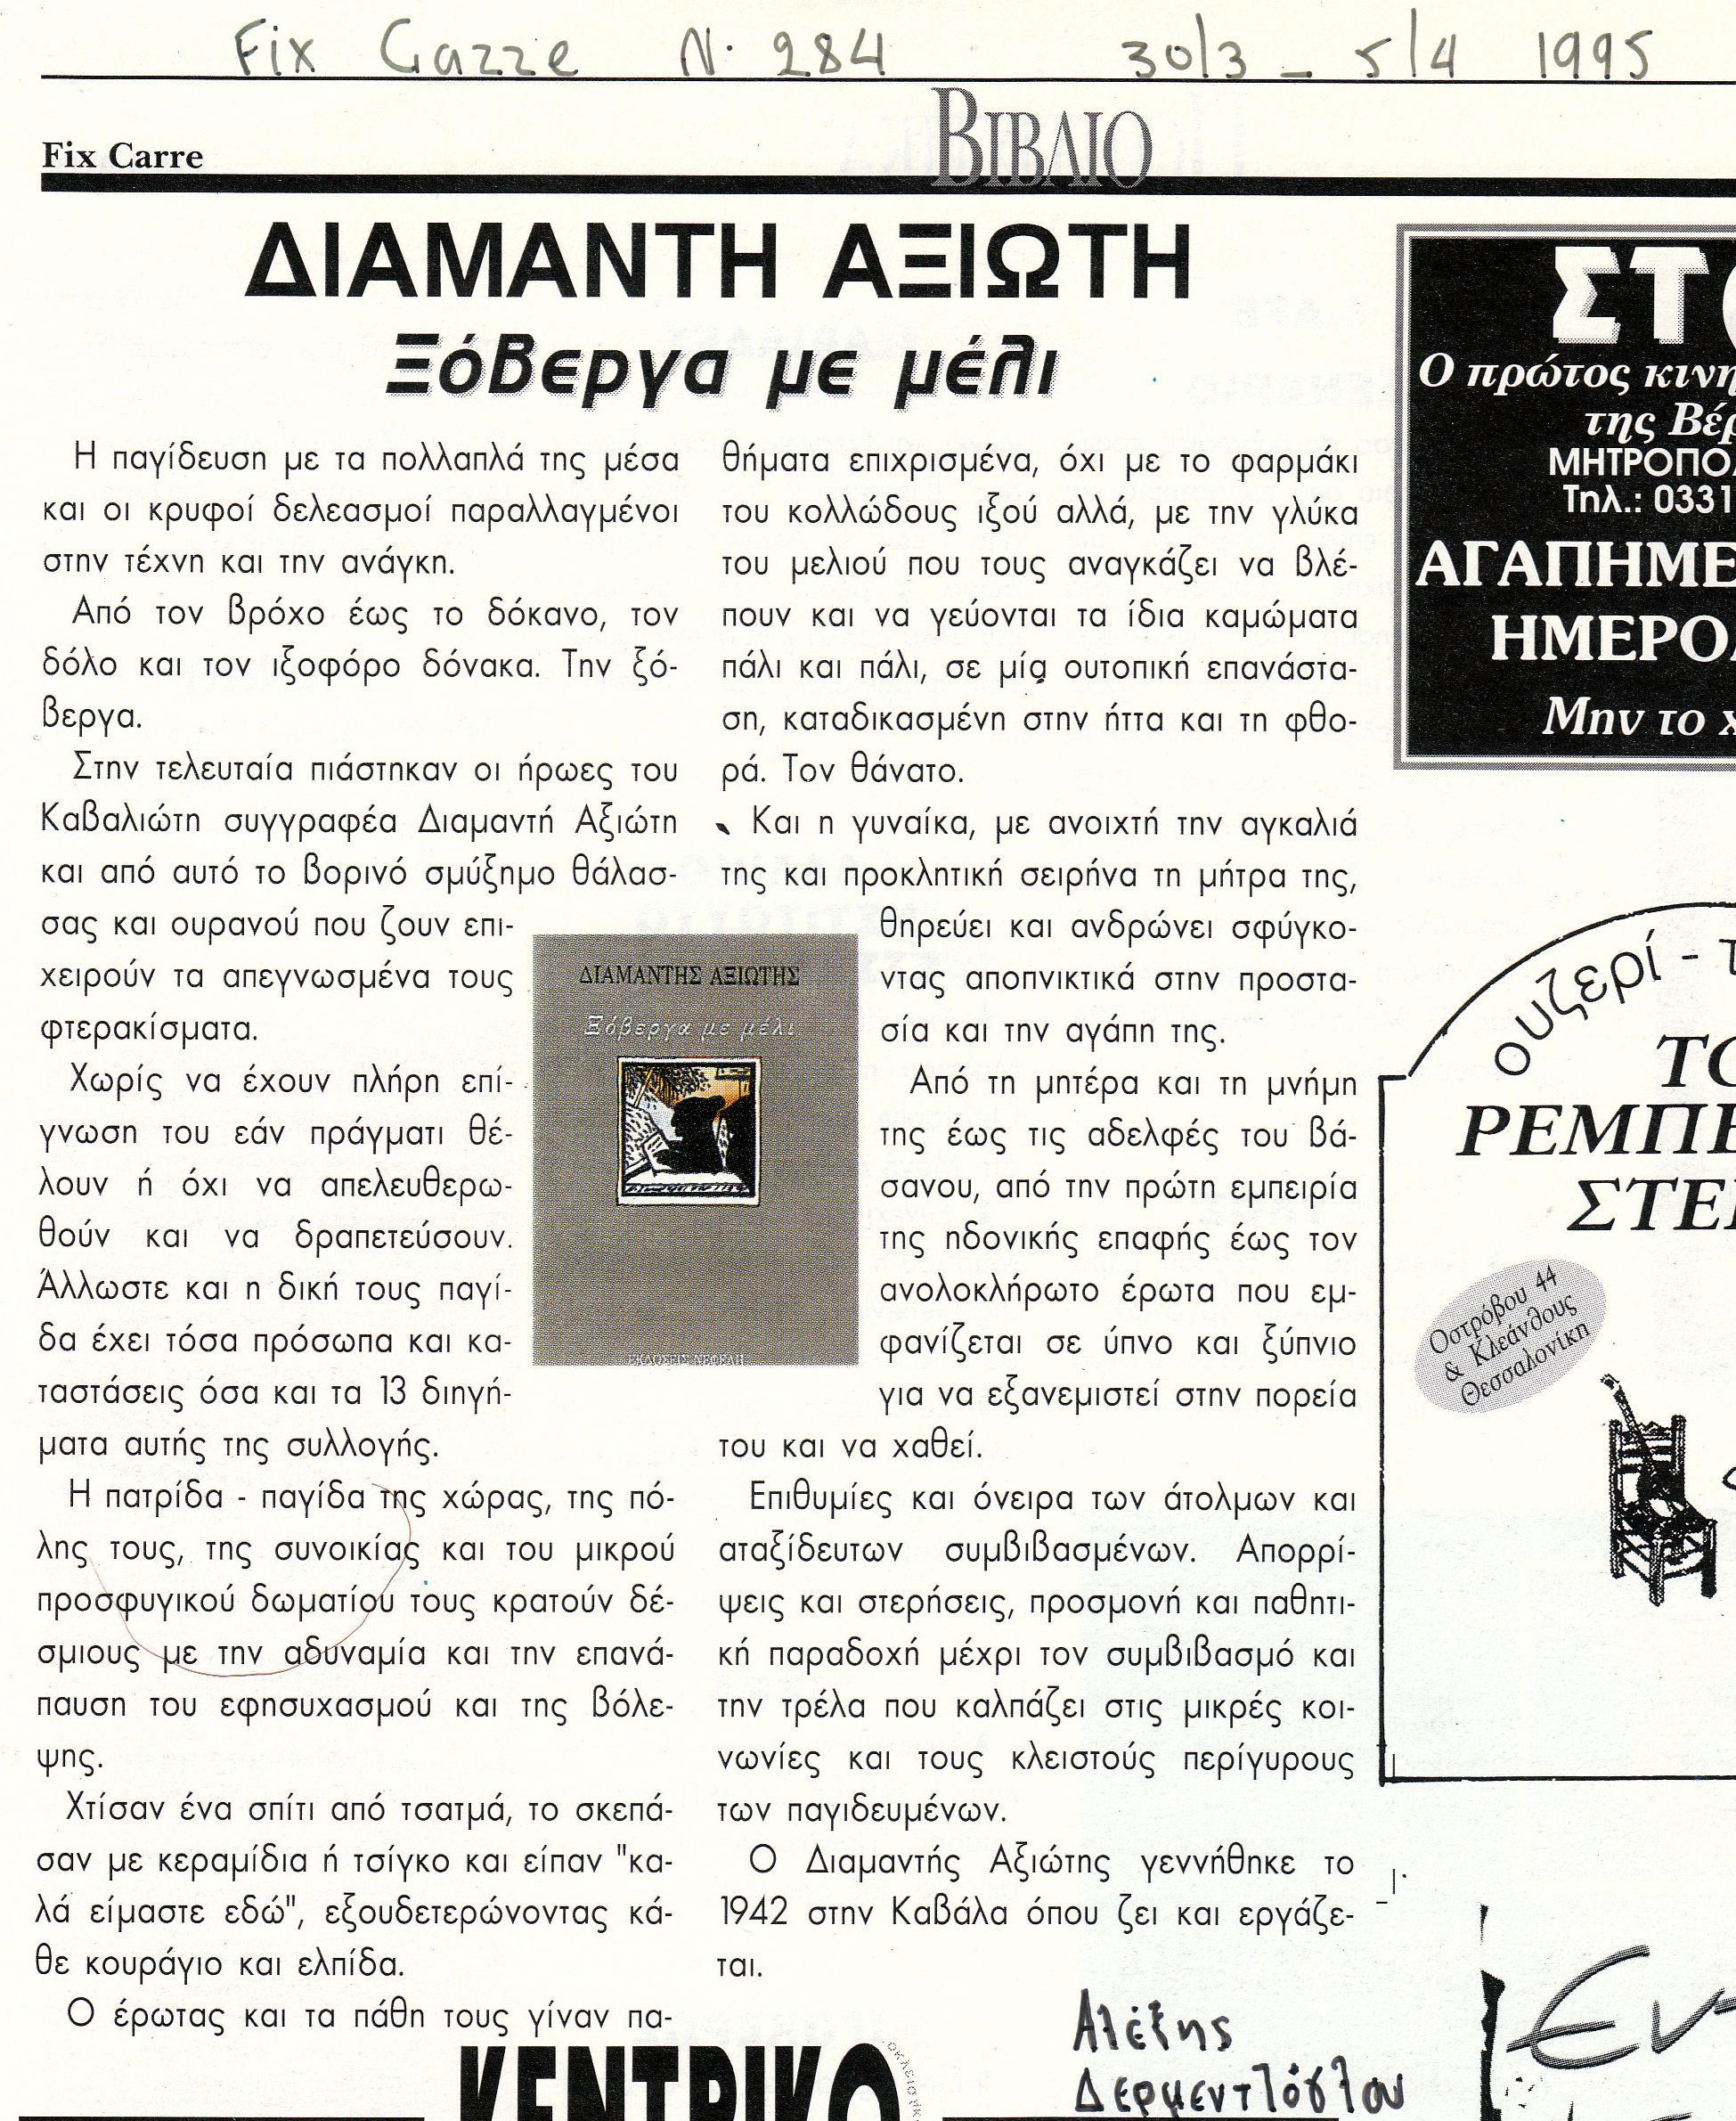 Fix Gazze N. 284 30/3 - 5/4 1995
Fix Carre
ΒΙΒΛΙΟ
ΔΙΑΜΑΝΤΗ ΑΞΙΩΤΗ
Ξόβεργα με μέλι
Η παγίδευση με τα πολλαπλά της μέσα
και οι κρυφοί δελεασμοί παραλλαγμένοι
στην τέχνη και την ανάγκη.
Από τον βρόχο έως το δόκανο, τον
δόλο και τον ιξοφόρο δόνακα. Την ξό-
βεργα.
Στην τελευταία πιάστηκαν οι ήρωες του
Καβαλιώτη συγγραφέα Διαμαντή Αξιώτη
και από αυτό το βορινό σμύξημο θάλασ-
σας και ουρανού που ζουν επι-
χειρούν τα απεγνωσμένα τους
φτερακίσματα.
Χωρίς να έχουν πλήρη επί-
γνωση του εάν πράγματι θέ-
λουν ή όχι να απελευθερω-
θούν και να δραπετεύσουν.
Άλλωστε και η δική τους παγί-
δα έχει τόσα πρόσωπα και κα-
ταστάσεις όσα και τα 13 διηγή-
ματα αυτής της συλλογής.
Η πατρίδα - παγίδα της χώρας, της πό-
λης τους, της συνοικίας και του μικρού
προσφυγικού δωματίου τους κρατούν δέ-
σμιους με την αδυναμία και την επανά-
παυση του εφησυχασμού και της βόλε-
ψης.
Χτίσαν ένα σπίτι από τσατμά, το σκεπά-
σαν με κεραμίδια ή τσίγκο και είπαν "κα-
λά είμαστε εδώ", εξουδετερώνοντας κά-
θε κουράγιο και ελπίδα.
Ο έρωτας και τα πάθη τους γίναν πα-
θήματα επιχρισμένα, όχι με το φαρμάκι
του κολλώδους ιξού αλλά, με την γλύκα
του μελιού που τους αναγκάζει να βλέ-
πουν και να γεύονται τα ίδια καμώματα
πάλι και πάλι, σε μία ουτοπική επανάστα-
ση, καταδικασμένη στην ήττα και τη φθο-
ρά. Τον θάνατο.
Και η γυναίκα, με ανοιχτή την αγκαλιά
της και προκλητική σειρήνα τη μήτρα της,
θηρεύει και ανδρώνει σφύγκο-
ντας αποπνικτικά στην προστα-
σία και την αγάπη της.
Από τη μητέρα και τη μνήμη
της έως τις αδελφές του βά-
σανου, από την πρώτη εμπειρία
της ηδονικής επαφής έως τον
ανολοκλήρωτο έρωτα που εμ-
φανίζεται σε ύπνο και ξύπνιο
για να εξανεμιστεί στην πορεία
του και να χαθεί.
Επιθυμίες και όνειρα των άτολμων και
αταξίδευτων συμβιβασμένων. Απορρί-
ψεις και στερήσεις, προσμονή και παθητι-
κή παραδοχή μέχρι τον συμβιβασμό και
την τρέλα που καλπάζει στις μικρές κοι-
νωνίες και τους κλειστούς περίγυρους
των παγιδευμένων.
Ο Διαμαντής Αξιώτης γεννήθηκε το
1942 στην Καβάλα όπου ζει και εργάζε-
ται.
Αλέξης
Δερμεντζόγλου
ΔΙΑΜΑΝΤΗΣ ΑΞΙΩΤΗΣ
Ξόβεργα με μέλι
ΕΚΔΟΣΕΙΣ ΝΕΦΕΛΗ
ΚΕΝΤΡΙΚΟ
ΣΤ
Ο πρώτος κινη
της Βέρ
ΜΗΤΡΟΠΟΛ
Τηλ.: 0331
ΑΓΑΠΗΜΕ
ΗΜΕΡΟΛ
Μην το χ
ουζερί - τ
ΤΟ
ΡΕΜΠΕ
ΣΤΕ
Οστρόβου 44
& Κλεάνθους
Θεσσαλονίκη
Εν